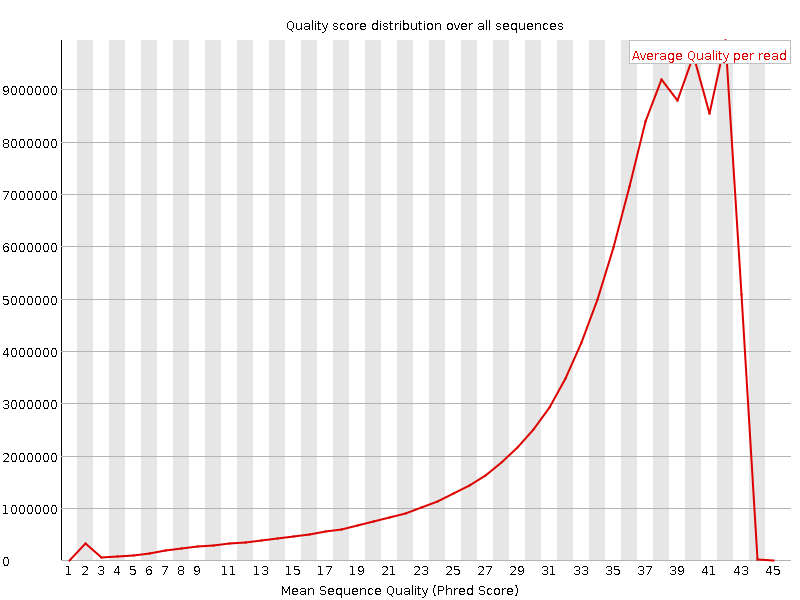 Quality score distribution over all sequences
Average Quality per read
9000000
8000000
7000000
6000000
5000000
4000000
3000000
2000000
1000000
0
1 2 3 4 5 6 7 8 9 11 13 15 17 19 21 23 25 27 29 31 33 35 37 39 41 43 45
Mean Sequence Quality (Phred Score)